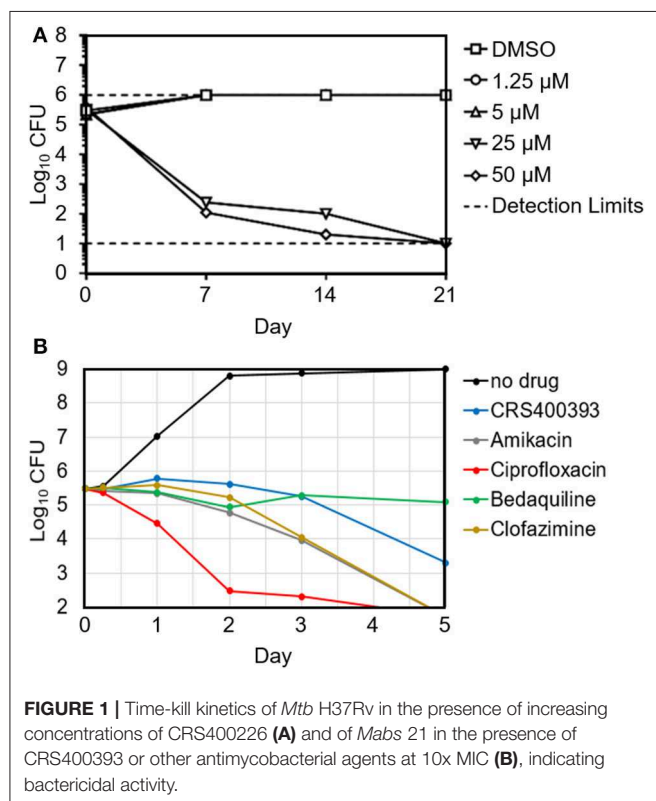 A
8
7
6
5
4
3
2
1
0
Log10 CFU
0 7 14 21
Day
DMSO
1.25 µM
5 µM
25 µM
50 µM
Detection Limits
B
9
8
7
6
5
4
3
2
Log10 CFU
0 1 2 3 4 5
Day
no drug
CRS400393
Amikacin
Ciprofloxacin
Bedaquiline
Clofazimine
FIGURE 1 | Time-kill kinetics of Mtb H37Rv in the presence of increasing
concentrations of CRS400226 (A) and of Mabs 21 in the presence of
CRS400393 or other antimycobacterial agents at 10x MIC (B), indicating
bactericidal activity.